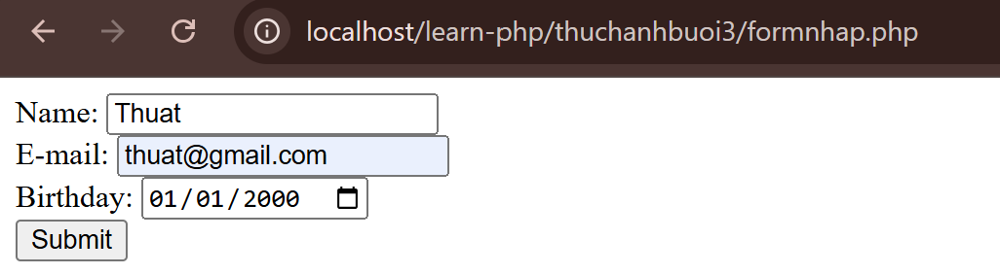 localhost/learn-php/thuchanhbuoi3/formnhap.php
Name: Thuat
E-mail: thuat@gmail.com
Birthday: 01/01/2000
Submit